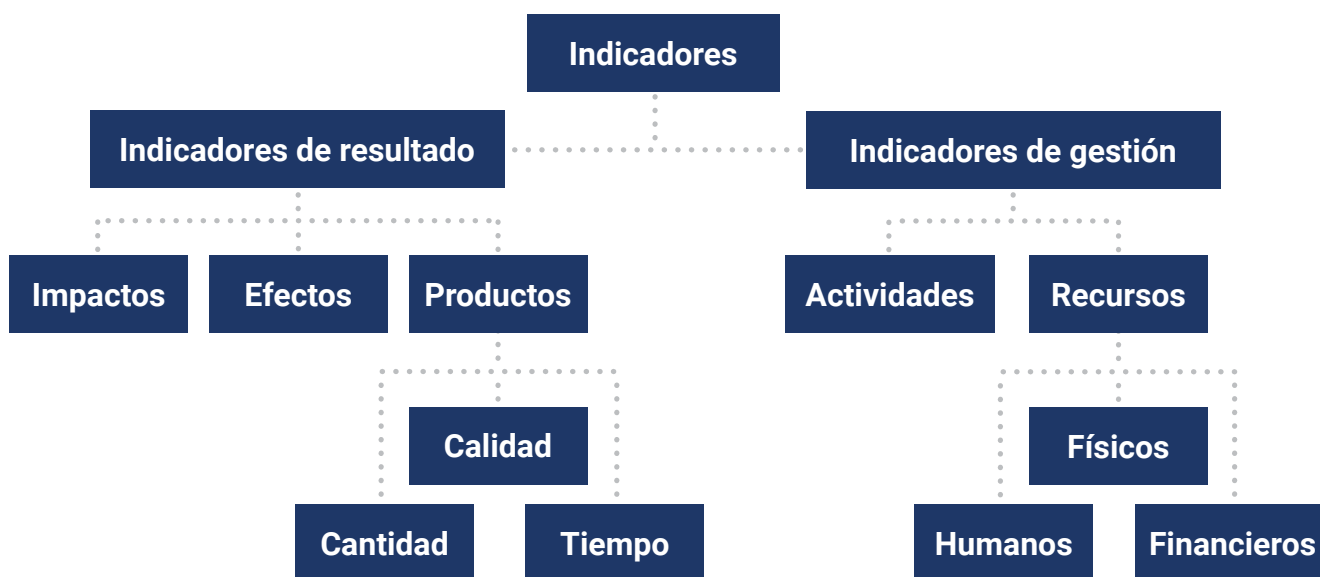 Indicadores
Indicadores de resultado
Indicadores de gestión
Impactos
Efectos
Productos
Actividades
Recursos
Calidad
Físicos
Cantidad
Tiempo
Humanos
Financieros